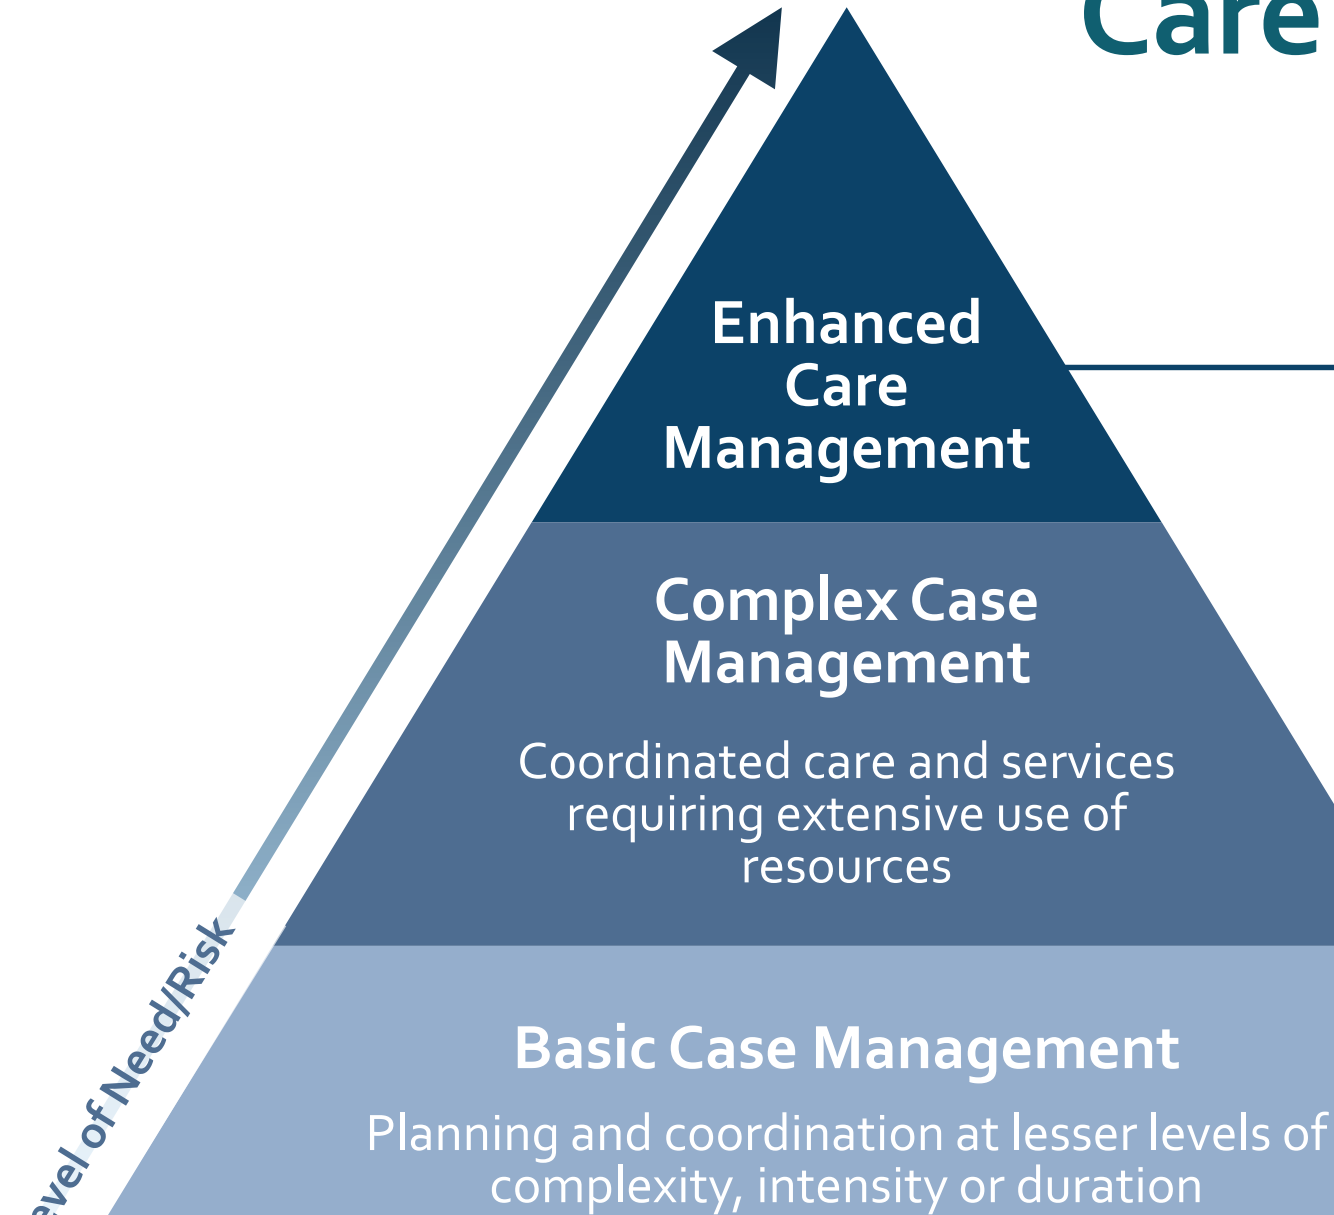 Care
Enhanced
Care
Management
Complex Case
Management
Coordinated care and services
requiring extensive use of
resources
Basic Case Management
Planning and coordination at lesser levels of
complexity, intensity or duration
evel of Need/Risk